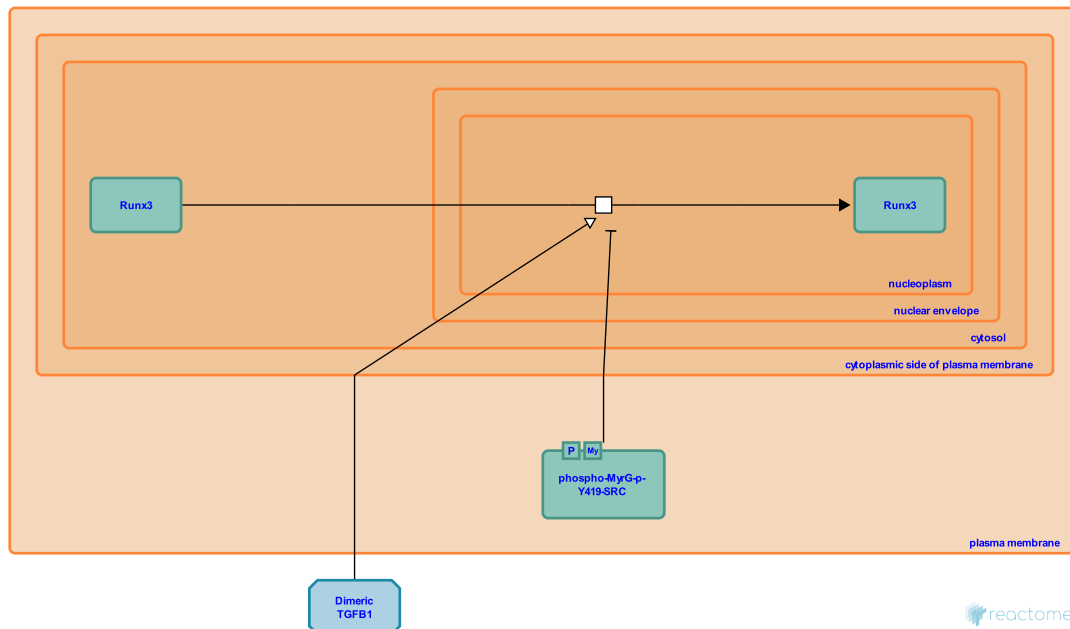 Runx3
Runx3
nucleoplasm
nuclear envelope
cytosol
cytoplasmic side of plasma membrane
P
My
phospho-MyrG-p-
Y419-SRC
plasma membrane
Dimeric
TGFB1
reactome